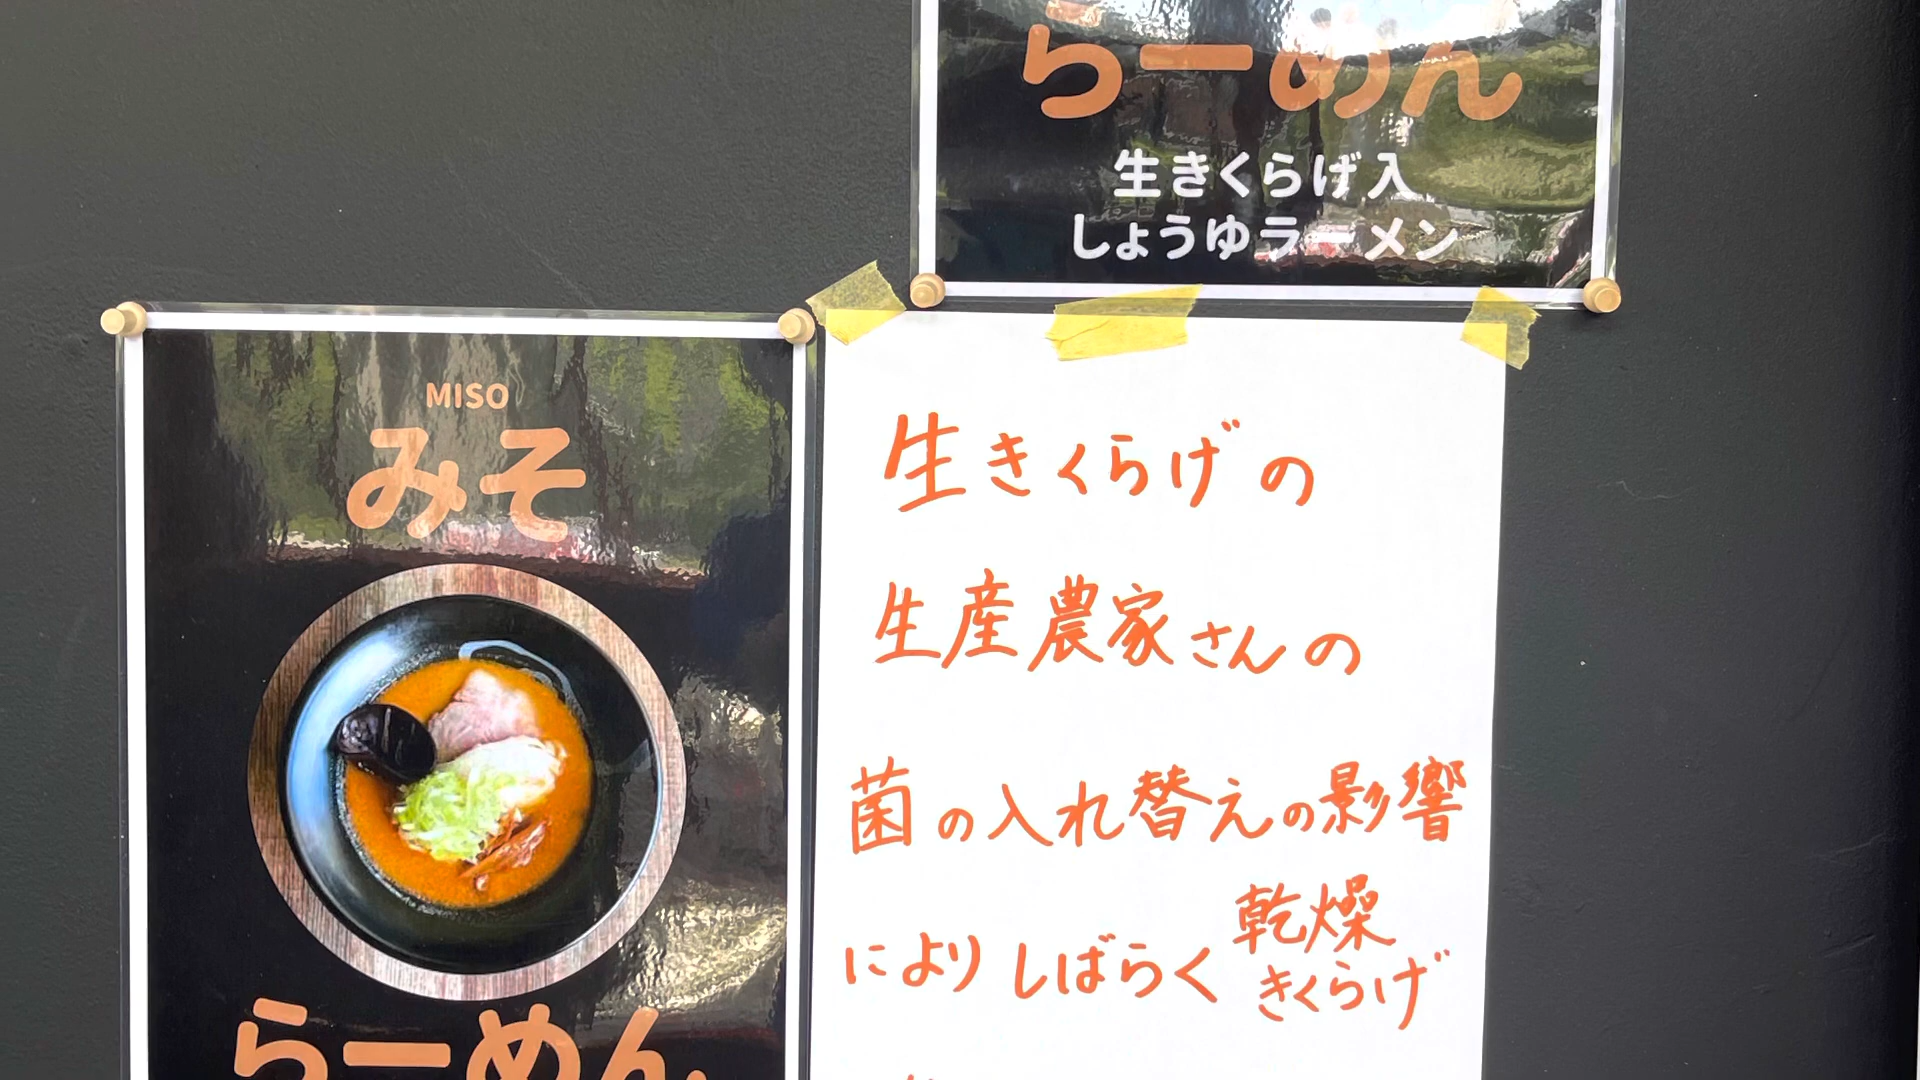 らーめん
生きくらげ入
しょうゆラーメン
MISO
みそ
らーめん
生きくらげの
生産農家さんの
菌の入れ替えの影響
によりしばらく乾燥
きくらげ